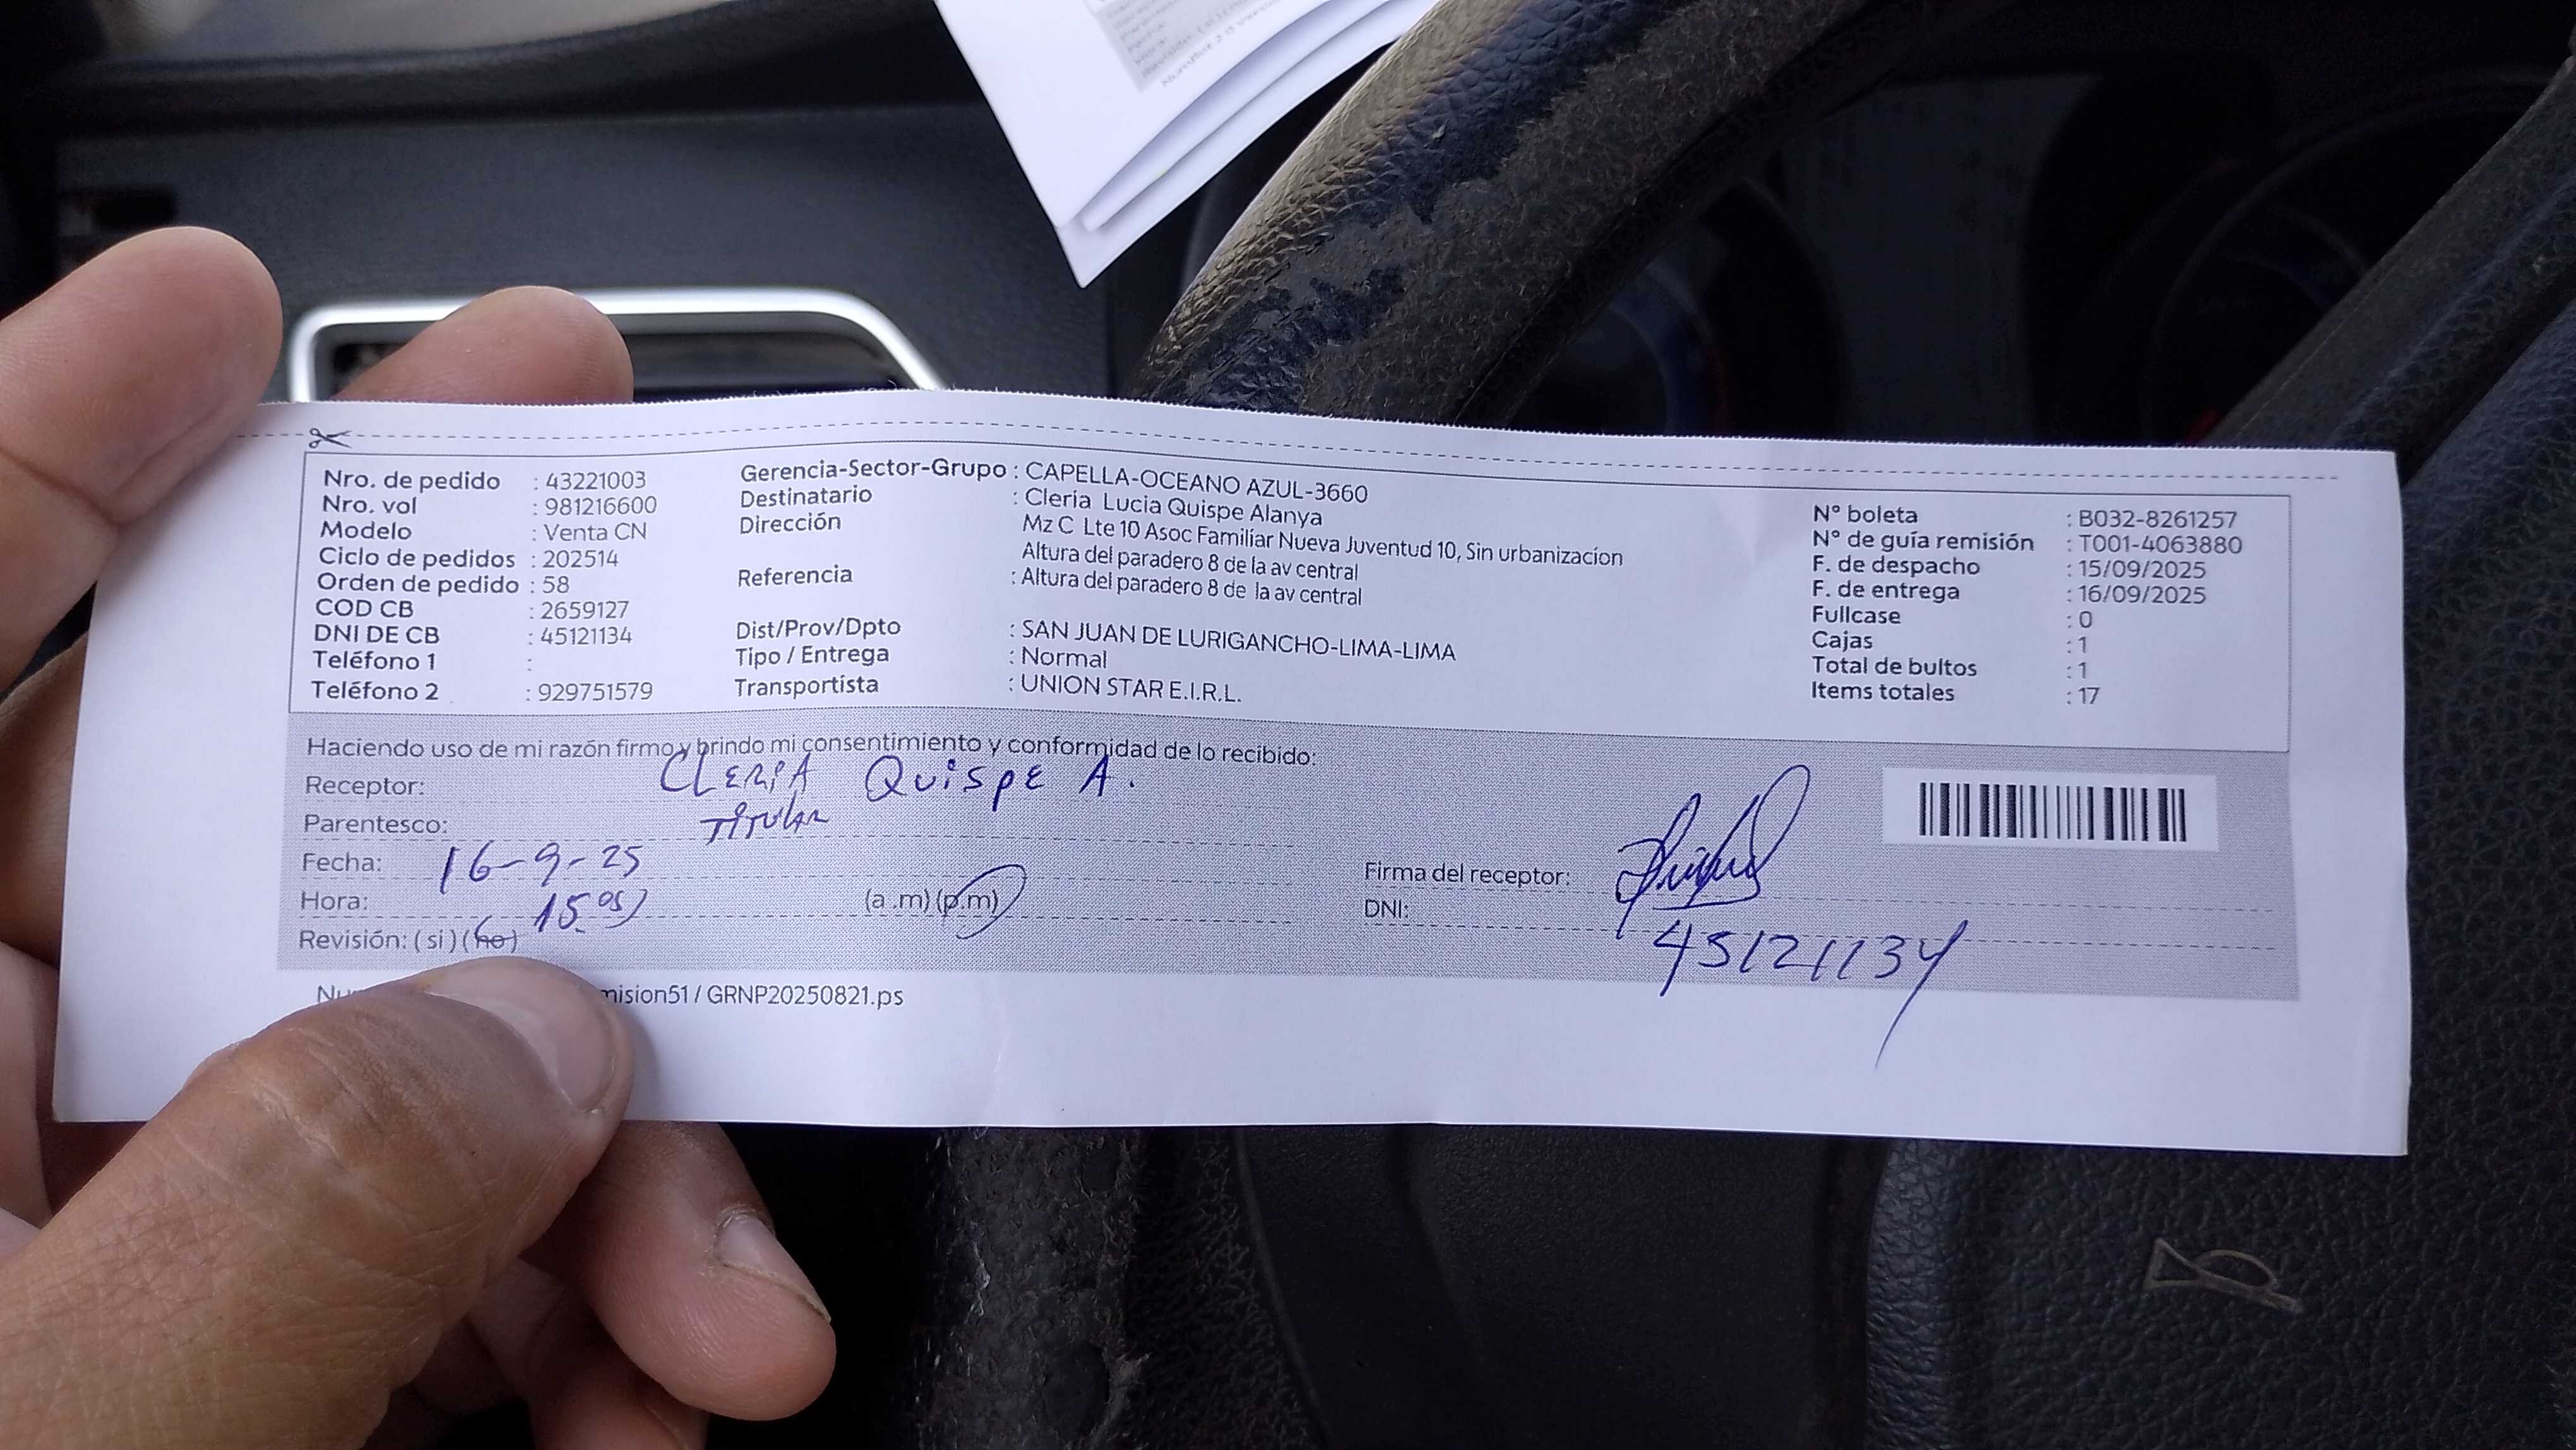 Nro. de pedido : 43221003
Nro. vol : 981216600
Modelo : Venta CN
Ciclo de pedidos : 202514
Orden de pedido : 58
COD CB : 2659127
DNI DE CB : 45121134
Teléfono 1 :
Teléfono 2 : 929751579
Gerencia-Sector-Grupo : CAPELLA-OCEANO AZUL-3660
Destinatario : Cleria Lucia Quispe Alanya
Dirección Mz C Lte 10 Asoc Familiar Nueva Juventud 10, Sin urbanizacion
Altura del paradero 8 de la av central
Referencia : Altura del paradero 8 de la av central
Dist/Prov/Dpto : SAN JUAN DE LURIGANCHO-LIMA-LIMA
Tipo / Entrega : Normal
Transportista : UNION STAR E.I.R.L.
N° boleta : B032-8261257
N° de guía remisión : T001-4063880
F. de despacho : 15/09/2025
F. de entrega : 16/09/2025
Fullcase : 0
Cajas : 1
Total de bultos : 1
Items totales : 17
Haciendo uso de mi razón firmo y brindo mi consentimiento y conformidad de lo recibido:
Receptor: CLERIA QUISPE A.
Parentesco: TITULAR
Fecha: 16-9-25
Hora: 15:05 (a.m) (p.m)
Revisión: ( si ) ( no )
Firma del receptor:
DNI: 45121134
mision51 / GRNP20250821.ps